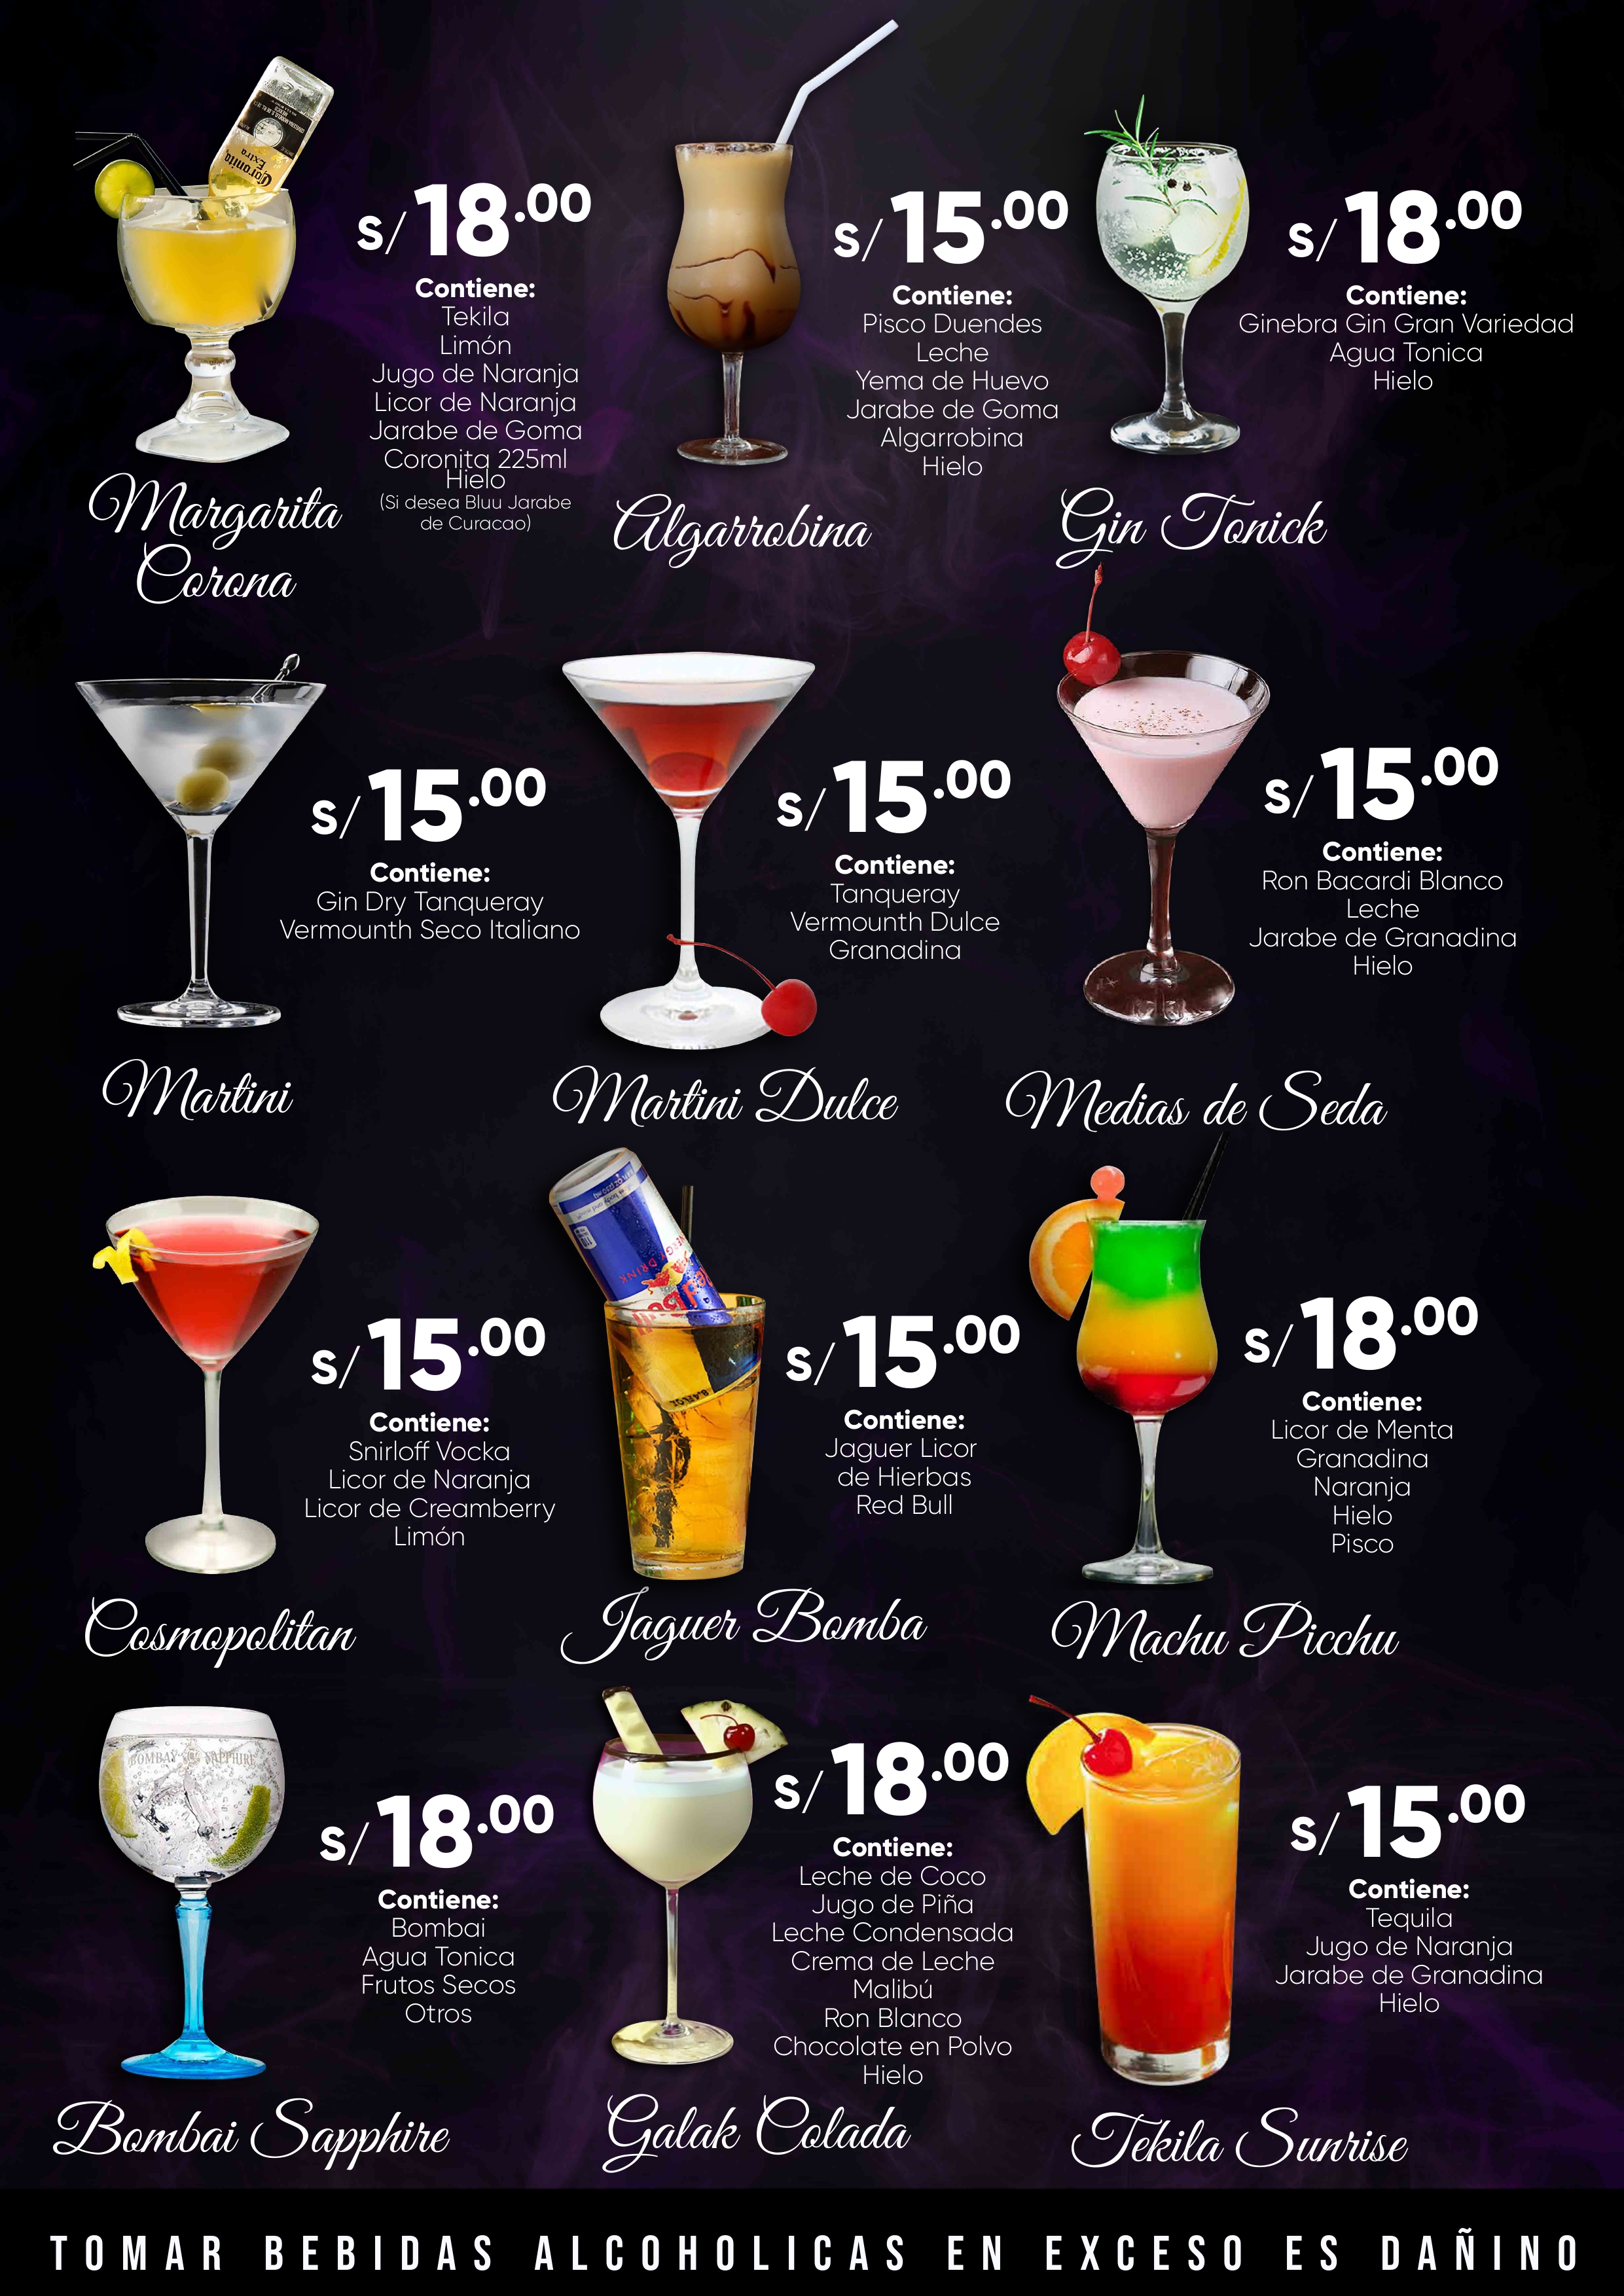 S/18.00
Contiene:
Tekila
Limón
Jugo de Naranja
Licor de Naranja
Jarabe de Goma
Coronita 225ml
Hielo
(Si desea Bluu Jarabe
de Curacao)
Margarita
Corona
Coronita
Extra
S/15.00
Contiene:
Pisco Duendes
Leche
Yema de Huevo
Jarabe de Goma
Algarrobina
Hielo
Algarrobina
S/18.00
Contiene:
Ginebra Gin Gran Variedad
Agua Tonica
Hielo
Gin Tonick
S/15.00
Contiene:
Gin Dry Tanqueray
Vermounth Seco Italiano
Martini
S/15.00
Contiene:
Tanqueray
Vermounth Dulce
Granadina
Martini Dulce
S/15.00
Contiene:
Ron Bacardi Blanco
Leche
Jarabe de Granadina
Hielo
Medias de Seda
S/15.00
Contiene:
Snirloff Vocka
Licor de Naranja
Licor de Creamberry
Limón
Cosmopolitan
S/15.00
Contiene:
Jaguer Licor
de Hierbas
Red Bull
Jaguer Bomba
ENERGY DRINK
S/18.00
Contiene:
Licor de Menta
Granadina
Naranja
Hielo
Pisco
Machu Picchu
BOMBAY SAPPHIRE
S/18.00
Contiene:
Bombai
Agua Tonica
Frutos Secos
Otros
Bombai Sapphire
S/18.00
Contiene:
Leche de Coco
Jugo de Piña
Leche Condensada
Crema de Leche
Malibú
Ron Blanco
Chocolate en Polvo
Hielo
Galak Colada
S/15.00
Contiene:
Tequila
Jugo de Naranja
Jarabe de Granadina
Hielo
Tekila Sunrise
TOMAR BEBIDAS ALCOHOLICAS EN EXCESO ES DAÑINO